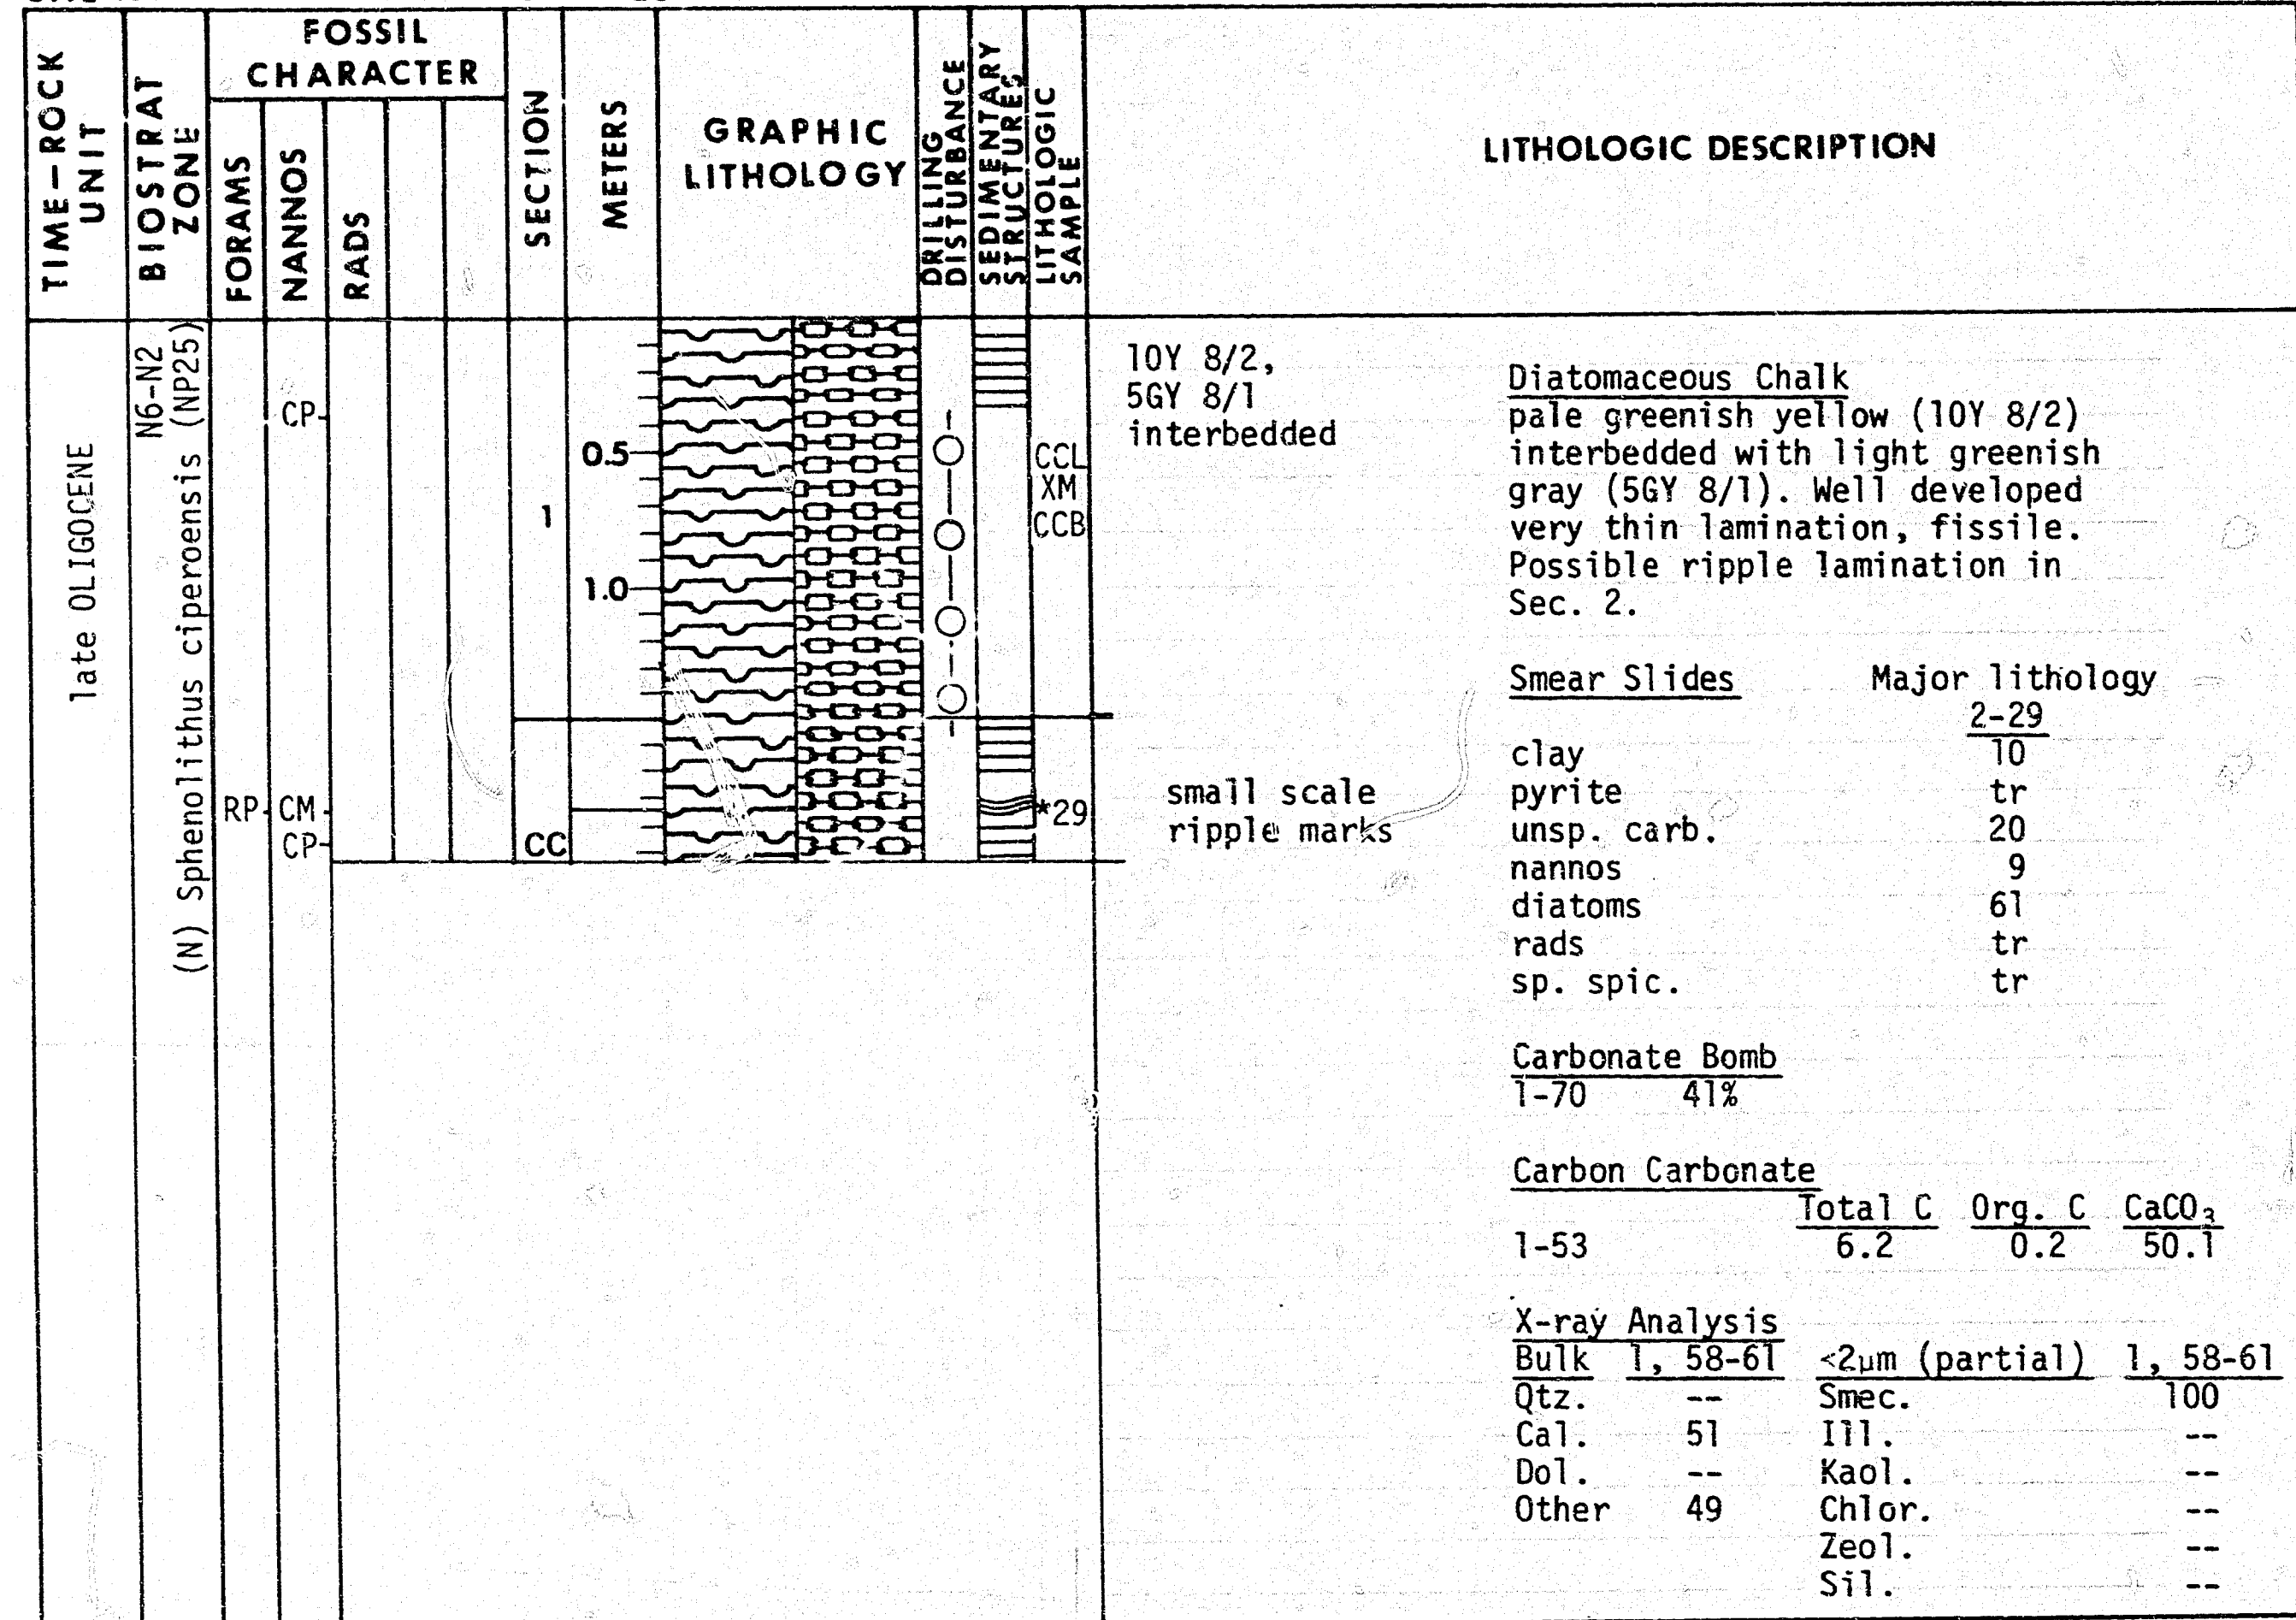 TIME-ROCK UNIT
BIOSTRAT ZONE
FOSSIL CHARACTER
FORAMS
NANNOS
RADS
SECTION
METERS
GRAPHIC LITHOLOGY
DRILLING DISTURBANCE
SEDIMENTARY STRUCTURES
LITHOLOGIC SAMPLE
LITHOLOGIC DESCRIPTION
late OLIGOCENE
N6-N2
(N) Sphenolithus ciperoensis (NP25)
CP
RP CM
CP
1
CC
0.5
1.0
CCL
XM
CCB
*29
10Y 8/2,
5GY 8/1
interbedded
small scale
ripple marks
Diatomaceous Chalk
pale greenish yellow (10Y 8/2)
interbedded with light greenish
gray (5GY 8/1). Well developed
very thin lamination, fissile.
Possible ripple lamination in
Sec. 2.
Smear Slides Major lithology
2-29
clay 10
pyrite tr
unsp. carb. 20
nannos 9
diatoms 61
rads tr
sp. spic. tr
Carbonate Bomb
1-70 41%
Carbon Carbonate
Total C Org. C CaCO₃
1-53 6.2 0.2 50.1
X-ray Analysis
Bulk 1, 58-61 <2μm (partial) 1, 58-61
Qtz. -- Smec. 100
Cal. 51 Ill. --
Dol. -- Kaol. --
Other 49 Chlor. --
Zeol. --
Sil. --